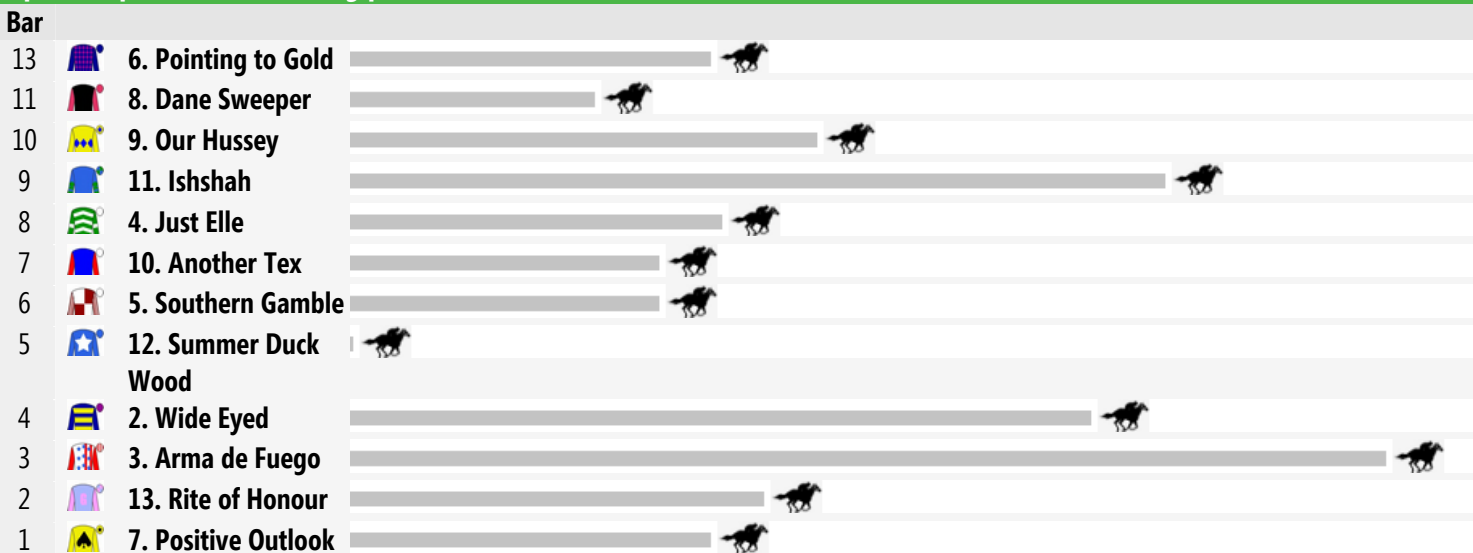 Bar
13 6. Pointing to Gold
11 8. Dane Sweeper
10 9. Our Hussey
9 11. Ishshah
8 4. Just Elle
7 10. Another Tex
6 5. Southern Gamble
5 12. Summer Duck
Wood
4 2. Wide Eyed
3 3. Arma de Fuego
2 13. Rite of Honour
1 7. Positive Outlook